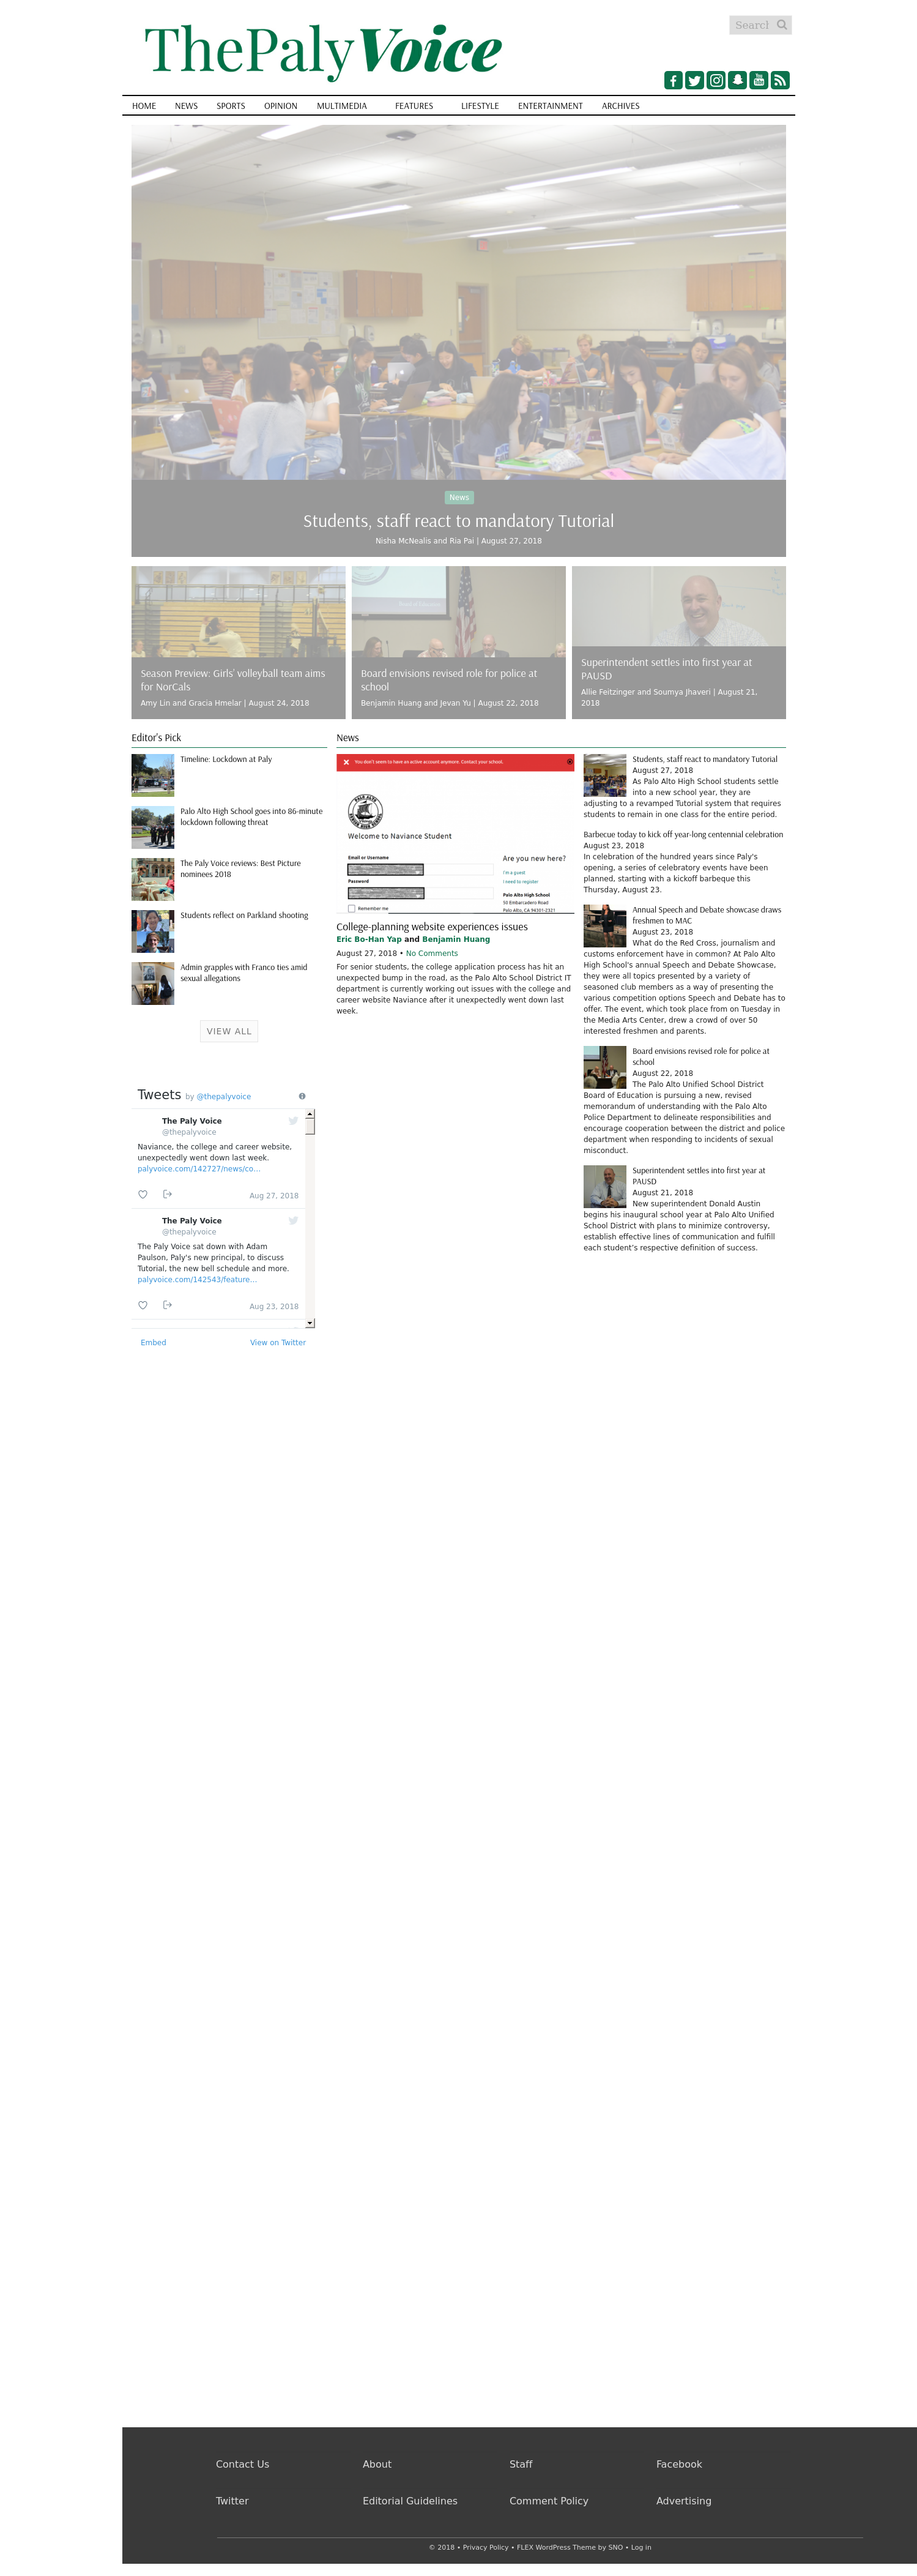 ThePalyVoice
Search
HOME NEWS SPORTS OPINION MULTIMEDIA FEATURES LIFESTYLE ENTERTAINMENT ARCHIVES
News
Students, staff react to mandatory Tutorial
Nisha McNealis and Ria Pai | August 27, 2018
Season Preview: Girls' volleyball team aims
for NorCals
Amy Lin and Gracia Hmelar | August 24, 2018
Board envisions revised role for police at
school
Benjamin Huang and Jevan Yu | August 22, 2018
Superintendent settles into first year at
PAUSD
Allie Feitzinger and Soumya Jhaveri | August 21,
2018
Editor's Pick
Timeline: Lockdown at Paly
Palo Alto High School goes into 86-minute
lockdown following threat
The Paly Voice reviews: Best Picture
nominees 2018
Students reflect on Parkland shooting
Admin grapples with Franco ties amid
sexual allegations
VIEW ALL
Tweets by @thepalyvoice
The Paly Voice
@thepalyvoice
Naviance, the college and career website,
unexpectedly went down last week.
palyvoice.com/142727/news/co...
Aug 27, 2018
The Paly Voice
@thepalyvoice
The Paly Voice sat down with Adam
Paulson, Paly's new principal, to discuss
Tutorial, the new bell schedule and more.
palyvoice.com/142543/feature...
Aug 23, 2018
Embed View on Twitter
News
You don't seem to have an active account anymore. Contact your school.
Welcome to Naviance Student
Email or Username
Password
Remember me
Are you new here?
I'm a guest
I need to register
Palo Alto High School
50 Embarcadero Road
Palo Alto, CA 94301-2321
College-planning website experiences issues
Eric Bo-Han Yap and Benjamin Huang
August 27, 2018 • No Comments
For senior students, the college application process has hit an
unexpected bump in the road, as the Palo Alto School District IT
department is currently working out issues with the college and
career website Naviance after it unexpectedly went down last
week.
Students, staff react to mandatory Tutorial
August 27, 2018
As Palo Alto High School students settle
into a new school year, they are
adjusting to a revamped Tutorial system that requires
students to remain in one class for the entire period.
Barbecue today to kick off year-long centennial celebration
August 23, 2018
In celebration of the hundred years since Paly's
opening, a series of celebratory events have been
planned, starting with a kickoff barbeque this
Thursday, August 23.
Annual Speech and Debate showcase draws
freshmen to MAC
August 23, 2018
What do the Red Cross, journalism and
customs enforcement have in common? At Palo Alto
High School's annual Speech and Debate Showcase,
they were all topics presented by a variety of
seasoned club members as a way of presenting the
various competition options Speech and Debate has to
offer. The event, which took place from on Tuesday in
the Media Arts Center, drew a crowd of over 50
interested freshmen and parents.
Board envisions revised role for police at
school
August 22, 2018
The Palo Alto Unified School District
Board of Education is pursuing a new, revised
memorandum of understanding with the Palo Alto
Police Department to delineate responsibilities and
encourage cooperation between the district and police
department when responding to incidents of sexual
misconduct.
Superintendent settles into first year at
PAUSD
August 21, 2018
New superintendent Donald Austin
begins his inaugural school year at Palo Alto Unified
School District with plans to minimize controversy,
establish effective lines of communication and fulfill
each student's respective definition of success.
Contact Us About Staff Facebook
Twitter Editorial Guidelines Comment Policy Advertising
© 2018 • Privacy Policy • FLEX WordPress Theme by SNO • Log in